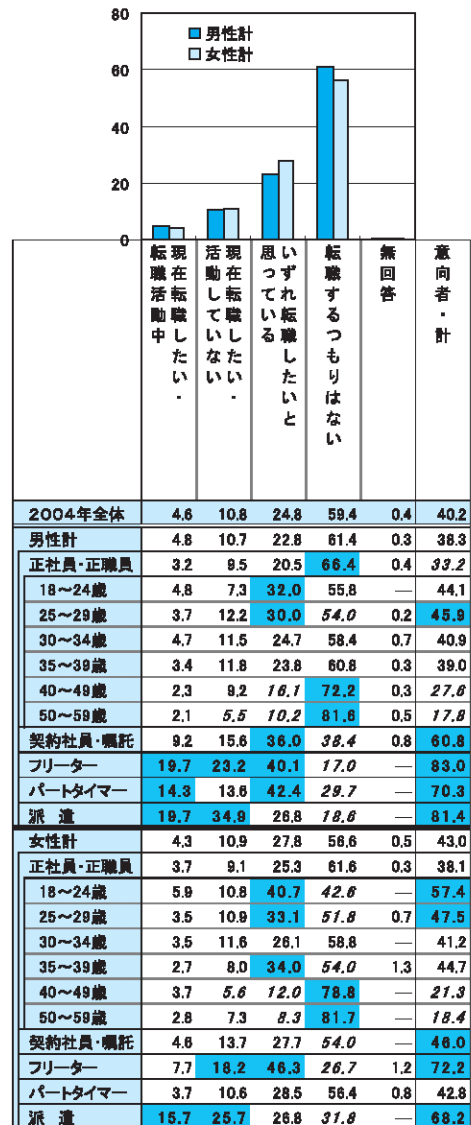 80
60
40
20
0
男性計
女性計
現在転職したい・
転職活動中
現在転職したい・
活動していない
いずれ転職したいと
思っている
転職するつもりはない
無回答
意向者・計
2004年全体 4.6 10.8 24.8 59.4 0.4 40.2
男性計 4.8 10.7 22.8 61.4 0.3 38.3
正社員・正職員 3.2 9.5 20.5 66.4 0.4 33.2
18～24歳 4.8 7.3 32.0 55.8 — 44.1
25～29歳 3.7 12.2 30.0 54.0 0.2 45.9
30～34歳 4.7 11.5 24.7 58.4 0.7 40.9
35～39歳 3.4 11.8 23.8 60.8 0.3 39.0
40～49歳 2.3 9.2 16.1 72.2 0.3 27.6
50～59歳 2.1 5.5 10.2 81.6 0.5 17.8
契約社員・嘱託 9.2 15.6 36.0 38.4 0.8 60.8
フリーター 19.7 23.2 40.1 17.0 — 83.0
パートタイマー 14.3 13.6 42.4 29.7 — 70.3
派 遣 19.7 34.9 26.8 18.6 — 81.4
女性計 4.3 10.9 27.8 56.6 0.5 43.0
正社員・正職員 3.7 9.1 25.3 61.6 0.3 38.1
18～24歳 5.9 10.8 40.7 42.6 — 57.4
25～29歳 3.5 10.9 33.1 51.8 0.7 47.5
30～34歳 3.5 11.6 26.1 58.8 — 41.2
35～39歳 2.7 8.0 34.0 54.0 1.3 44.7
40～49歳 3.7 5.6 12.0 78.8 — 21.3
50～59歳 2.8 7.3 8.3 81.7 — 18.4
契約社員・嘱託 4.6 13.7 27.7 54.0 — 46.0
フリーター 7.7 18.2 46.3 26.7 1.2 72.2
パートタイマー 3.7 10.6 28.5 56.4 0.8 42.8
派 遣 15.7 25.7 26.8 31.8 — 68.2